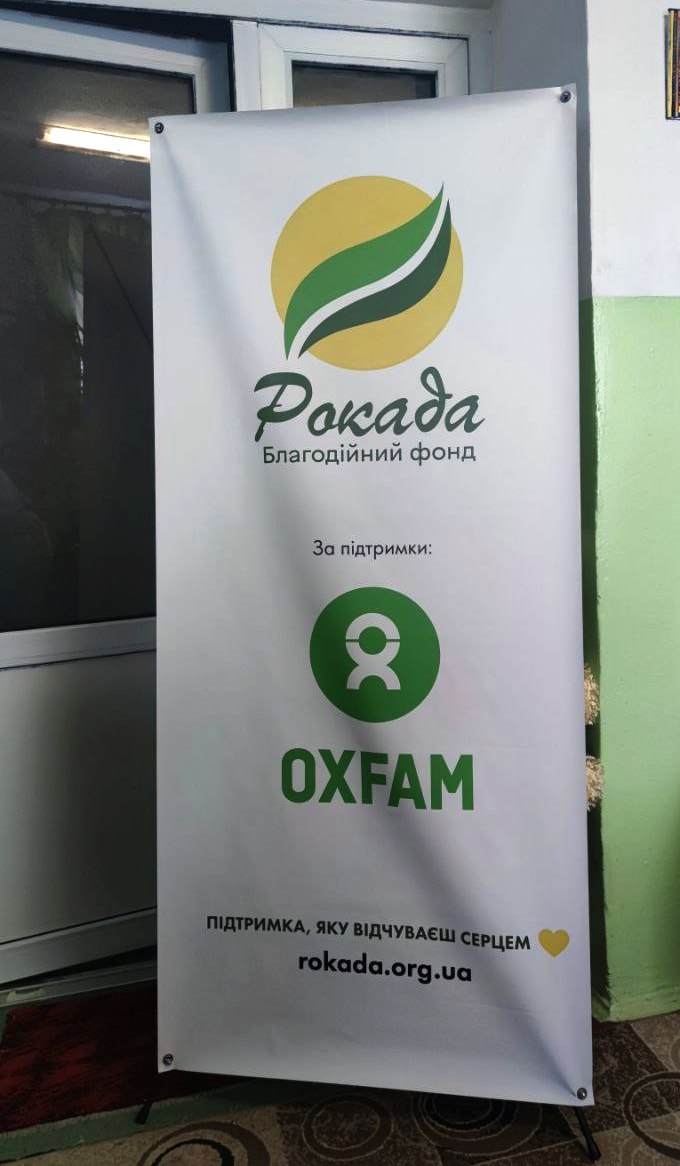 Рокада
Благодійний фонд
За підтримки:
OXFAM
ПІДТРИМКА, ЯКУ ВІДЧУВАЄШ СЕРЦЕМ
rokada.org.ua